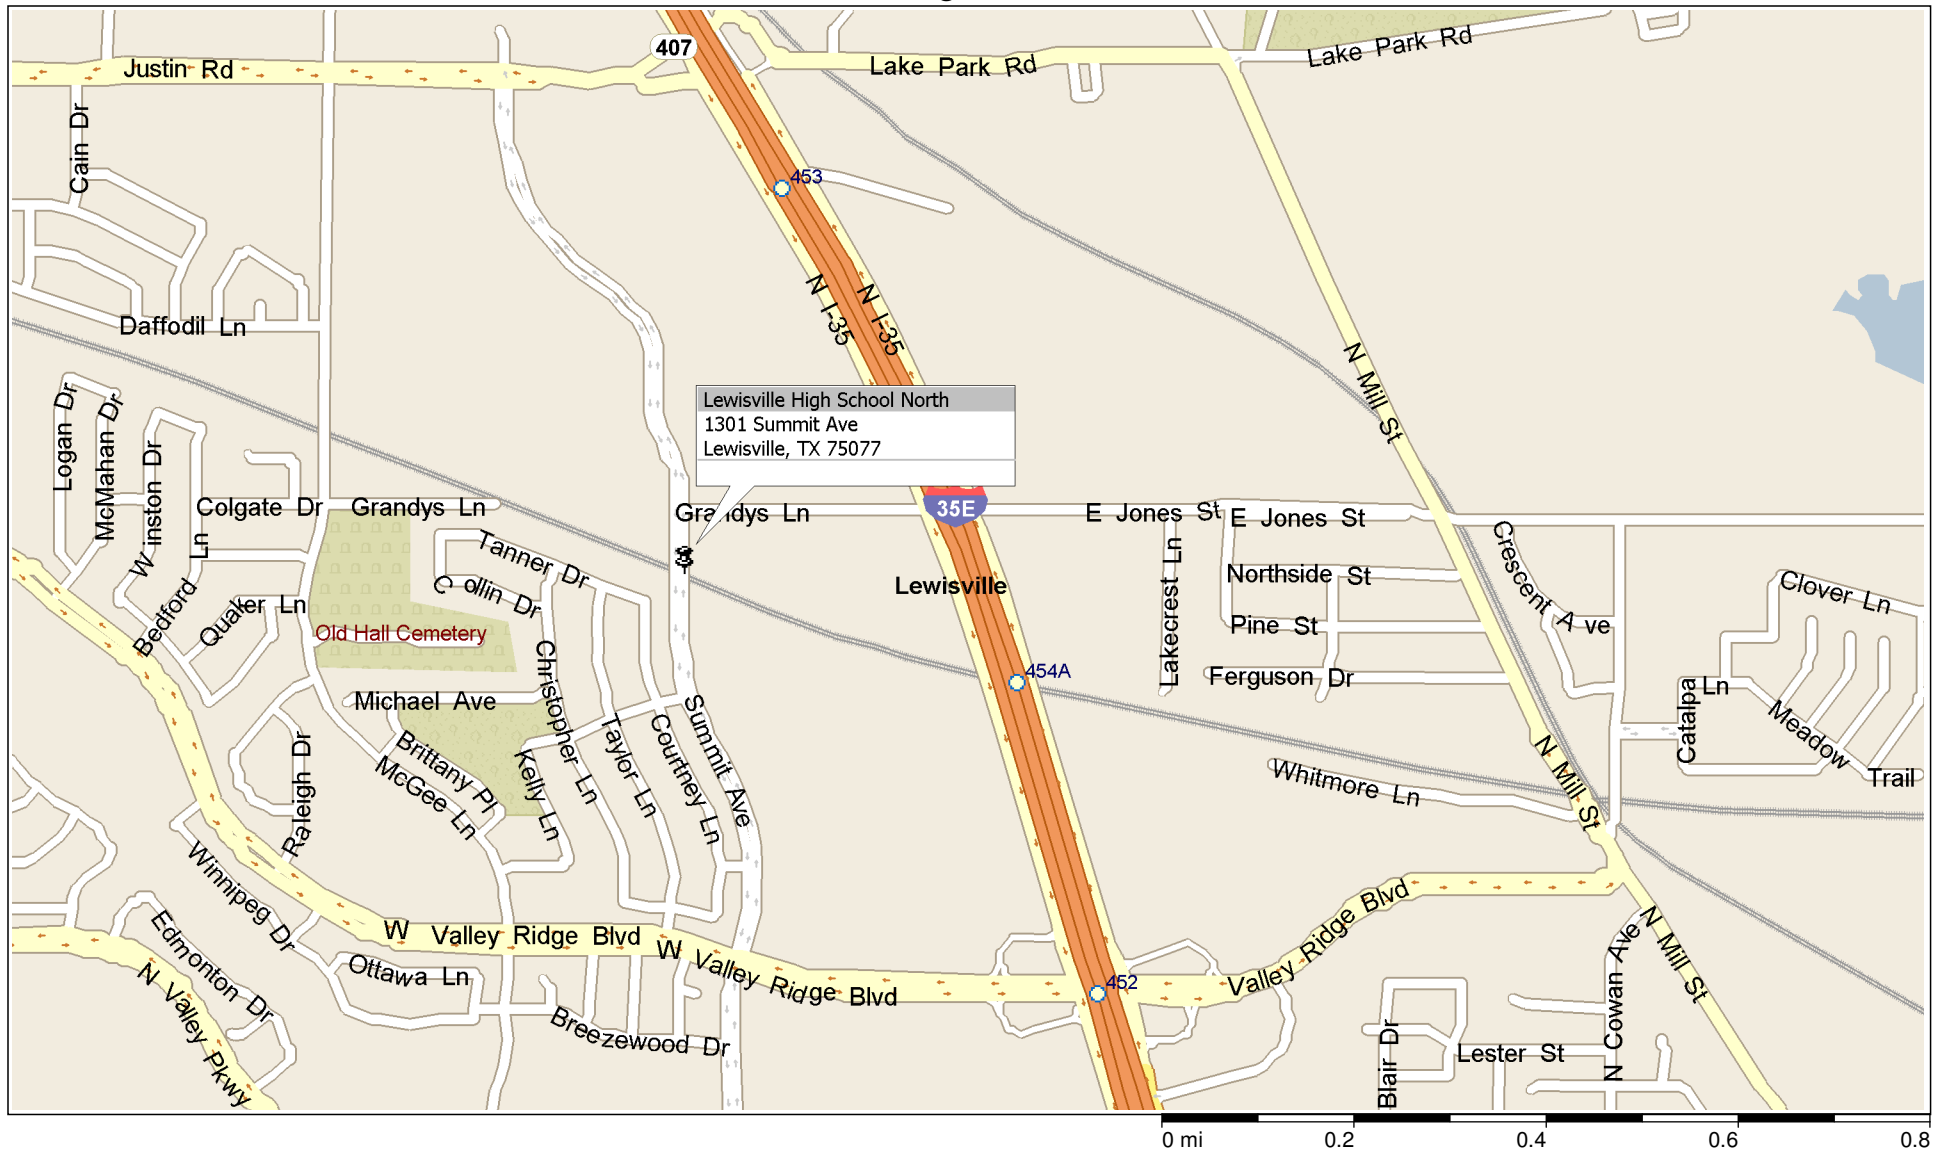 407
Justin Rd
Lake Park Rd
Lake Park Rd
Cain Dr
453
N I-35
N I-35
Daffodil Ln
N Mill St
Logan Dr
McMahan Dr
Winston Dr
Lewisville High School North
1301 Summit Ave
Lewisville, TX 75077
Colgate Dr
Grandys Ln
Grandys Ln
35E
E Jones St
E Jones St
Tanner Dr
Collin Dr
Bedford Ln
Quaker Ln
Old Hall Cemetery
Lewisville
Lakecrest Ln
Northside St
Pine St
Ferguson Dr
Crescent Ave
Clover Ln
454A
Michael Ave
Christopher Ln
Summit Ave
Catalpa Ln
Meadow Trail
Raleigh Dr
Brittany Pl
McGee Ln
Kelly Ln
Taylor Ln
Courtney Ln
Whitmore Ln
N Mill St
Winnipeg Dr
Edmonton Dr
W Valley Ridge Blvd
W Valley Ridge Blvd
Valley Ridge Blvd
N Mill St
Ottawa Ln
N Valley Pkwy
Breezewood Dr
452
N Cowan Ave
Blair Dr
Lester St
0 mi 0.2 0.4 0.6 0.8